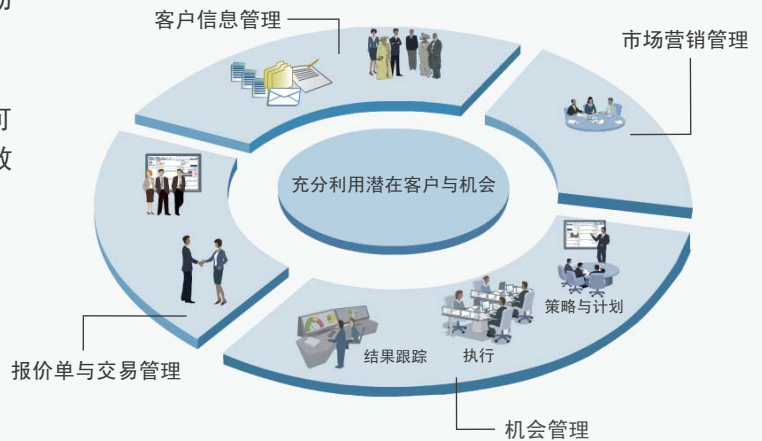 客户信息管理
市场营销管理
充分利用潜在客户与机会
策略与计划
结果跟踪
执行
报价单与交易管理
机会管理